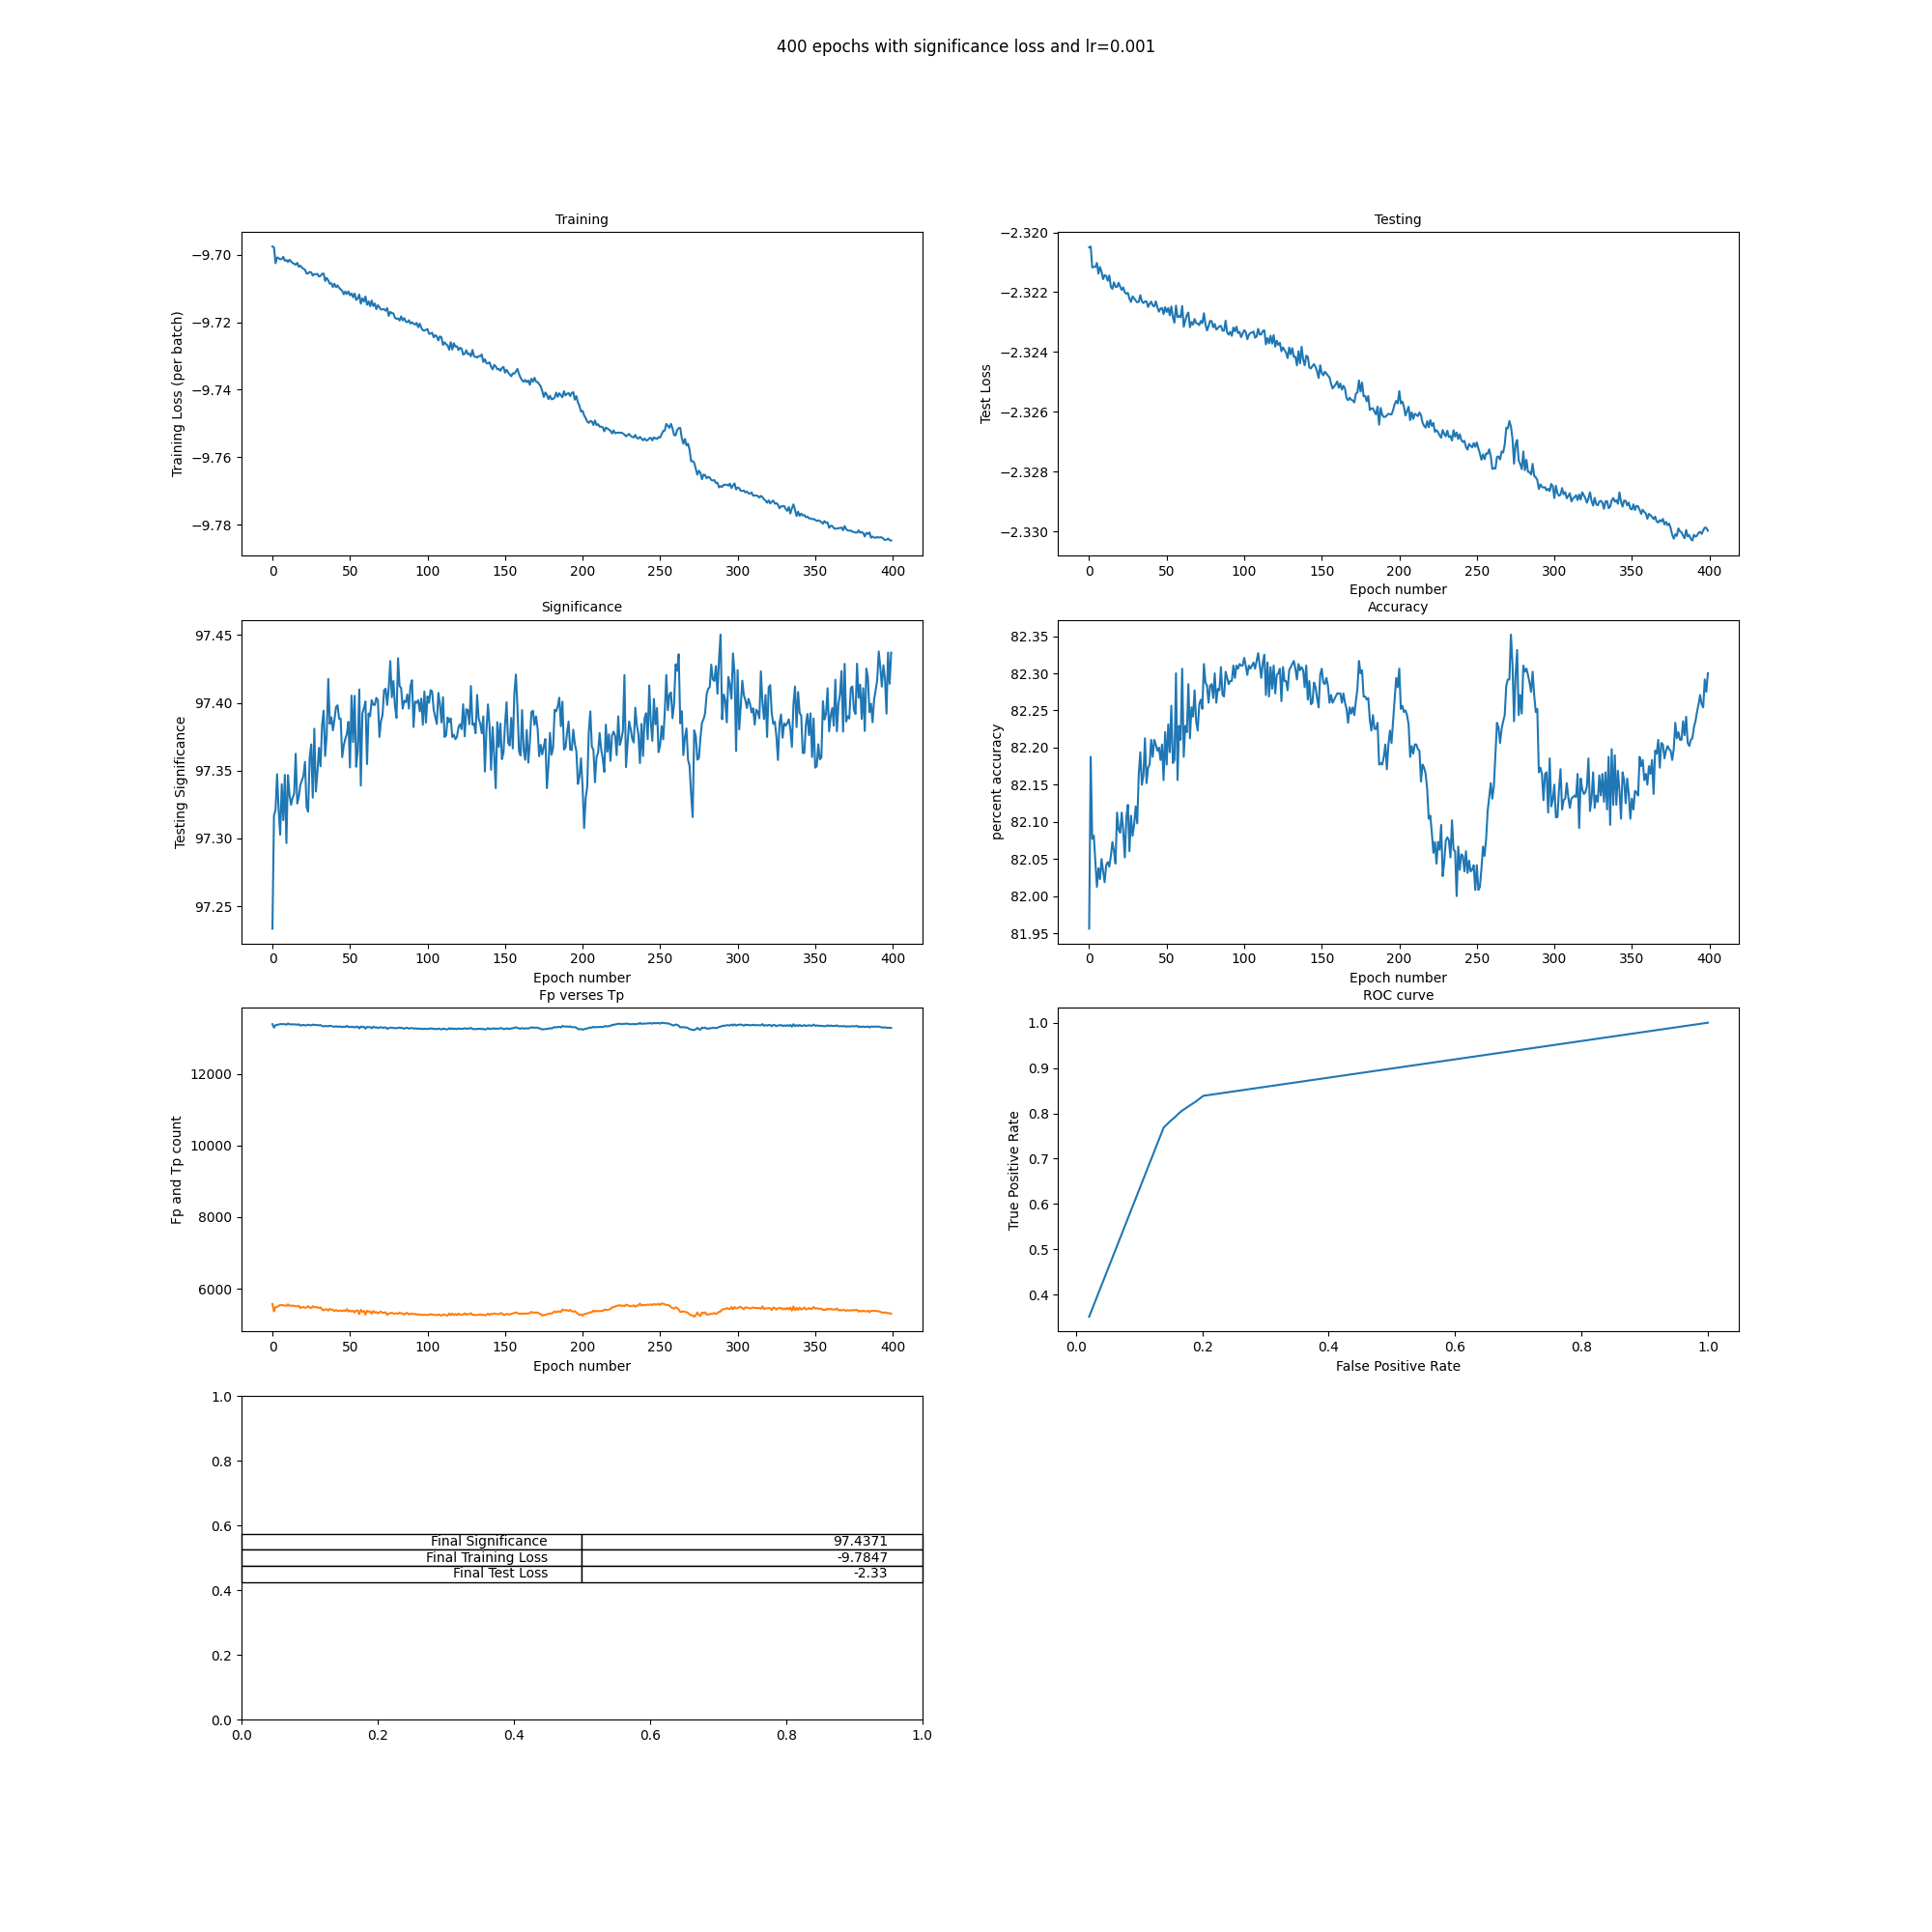 400 epochs with significance loss and lr=0.001
Training
−9.70
−9.72
−9.74
−9.76
−9.78
Training Loss (per batch)
0 50 100 150 200 250 300 350 400
Testing
−2.320
−2.322
−2.324
−2.326
−2.328
−2.330
Test Loss
0 50 100 150 200 250 300 350 400
Epoch number
Significance
97.45
97.40
97.35
97.30
97.25
Testing Significance
0 50 100 150 200 250 300 350 400
Epoch number
Accuracy
82.35
82.30
82.25
82.20
82.15
82.10
82.05
82.00
81.95
percent accuracy
0 50 100 150 200 250 300 350 400
Epoch number
Fp verses Tp
12000
10000
8000
6000
Fp and Tp count
0 50 100 150 200 250 300 350 400
Epoch number
ROC curve
1.0
0.9
0.8
0.7
0.6
0.5
0.4
True Positive Rate
0.0 0.2 0.4 0.6 0.8 1.0
False Positive Rate
1.0
0.8
0.6
0.4
0.2
0.0
Final Significance 97.4371
Final Training Loss -9.7847
Final Test Loss -2.33
0.0 0.2 0.4 0.6 0.8 1.0